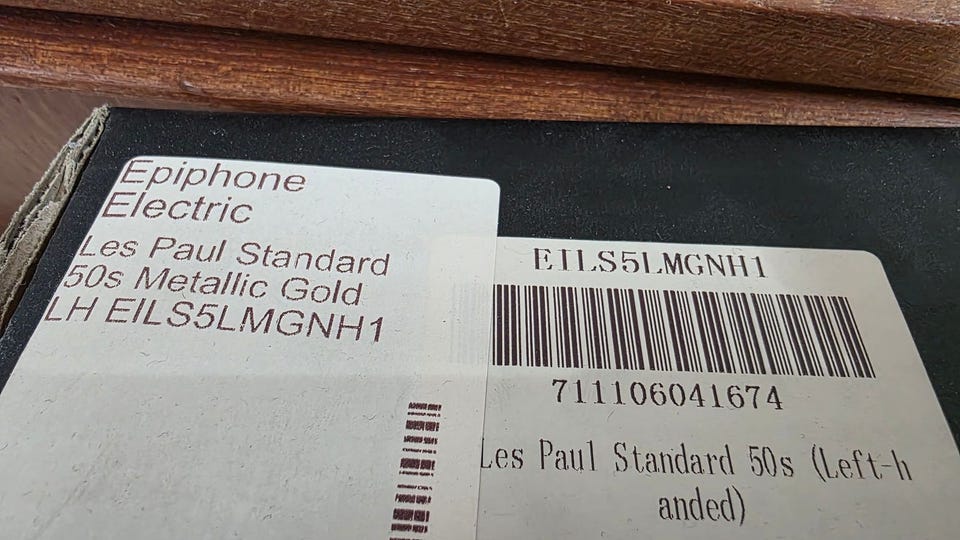 Epiphone
Electric
Les Paul Standard
50s Metallic Gold
LH EILS5LMGNH1
EILS5LMGNH1
711106041674
Les Paul Standard 50s (Left-h
anded)